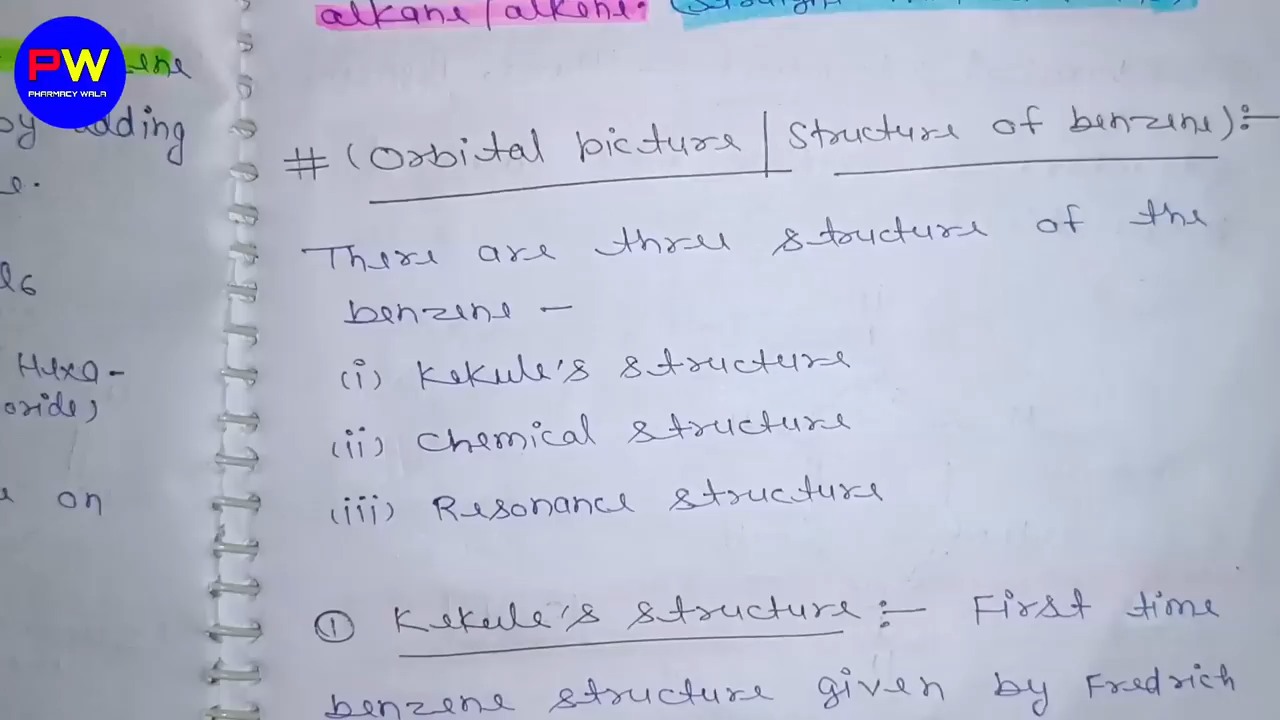 alkane/alkene.
PW
PHARMACY WALA
ene
by adding
e.
l6
Hexa-
oride)
on
# (Orbital picture | Structure of benzene):-
There are three structure of the
benzene -
(i) Kekule's structure
(ii) Chemical structure
(iii) Resonance structure
① Kekule's structure :- First time
benzene structure given by Fredrich